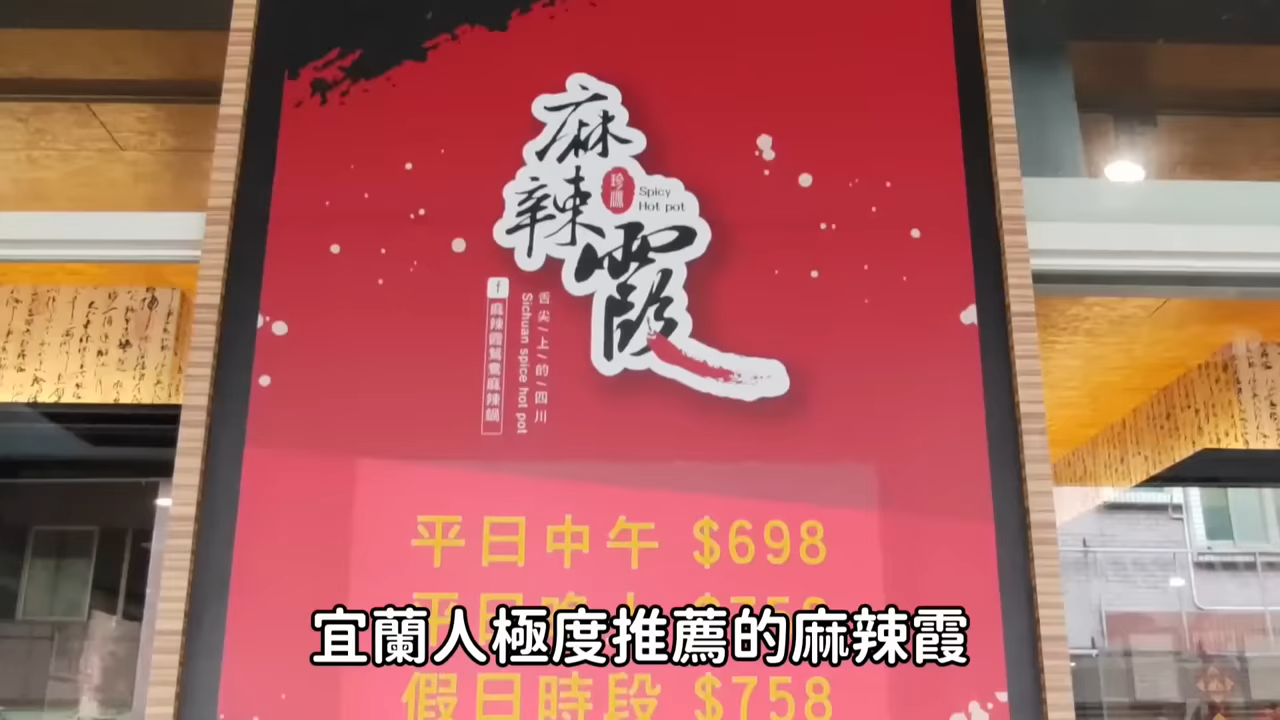 麻辣霞
珍饌
Spicy
Hot pot
舌尖/上/的/四川
Sichuan spice hot pot
f 麻辣霞鴛鴦麻辣鍋
平日中午 $698
宜蘭人極度推薦的麻辣霞
假日時段 $758